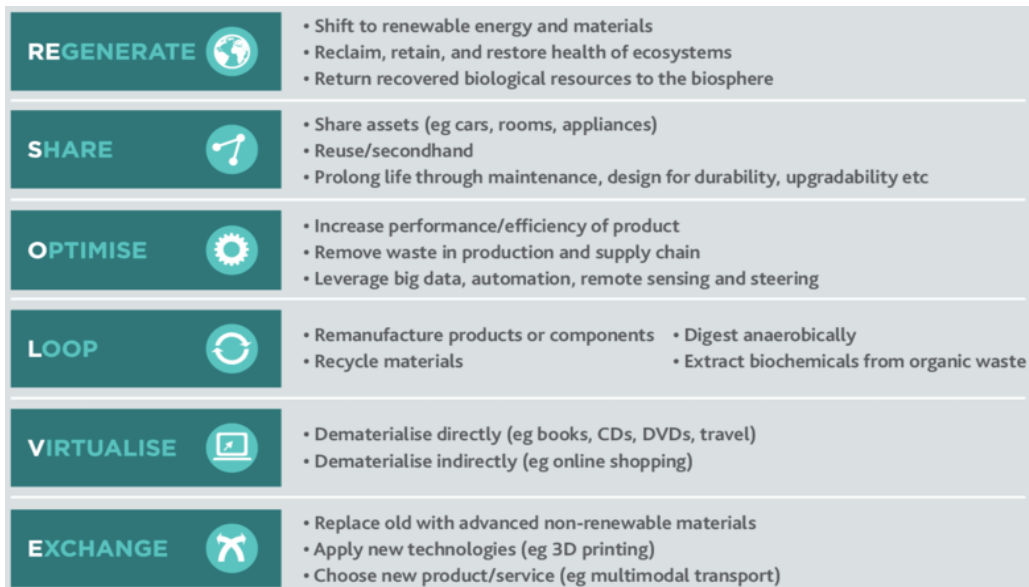 REGENERATE
• Shift to renewable energy and materials
• Reclaim, retain, and restore health of ecosystems
• Return recovered biological resources to the biosphere
SHARE
• Share assets (eg cars, rooms, appliances)
• Reuse/secondhand
• Prolong life through maintenance, design for durability, upgradability etc
OPTIMISE
• Increase performance/efficiency of product
• Remove waste in production and supply chain
• Leverage big data, automation, remote sensing and steering
LOOP
• Remanufacture products or components
• Recycle materials
• Digest anaerobically
• Extract biochemicals from organic waste
VIRTUALISE
• Dematerialise directly (eg books, CDs, DVDs, travel)
• Dematerialise indirectly (eg online shopping)
EXCHANGE
• Replace old with advanced non-renewable materials
• Apply new technologies (eg 3D printing)
• Choose new product/service (eg multimodal transport)